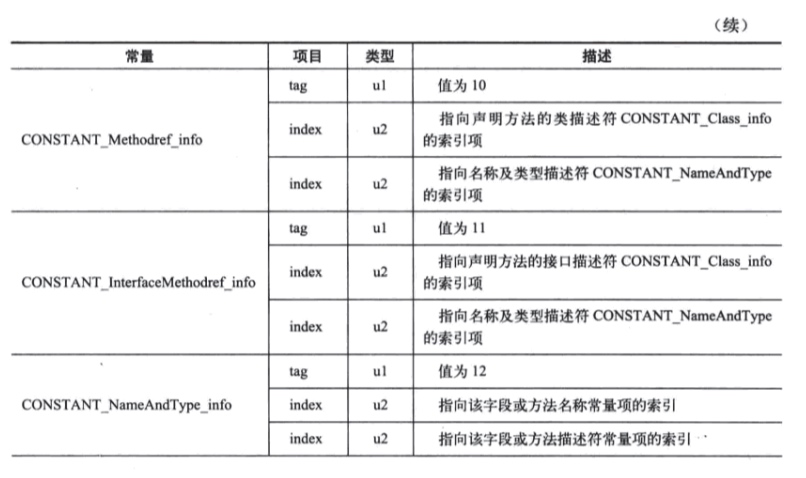 （续）
常量 项目 类型 描述
CONSTANT_Methodref_info
tag u1 值为 10
index u2 指向声明方法的类描述符 CONSTANT_Class_info
的索引项
index u2 指向名称及类型描述符 CONSTANT_NameAndType
的索引项
CONSTANT_InterfaceMethodref_info
tag u1 值为 11
index u2 指向声明方法的接口描述符 CONSTANT_Class_info
的索引项
index u2 指向名称及类型描述符 CONSTANT_NameAndType
的索引项
CONSTANT_NameAndType_info
tag u1 值为 12
index u2 指向该字段或方法名称常量项的索引
index u2 指向该字段或方法描述符常量项的索引